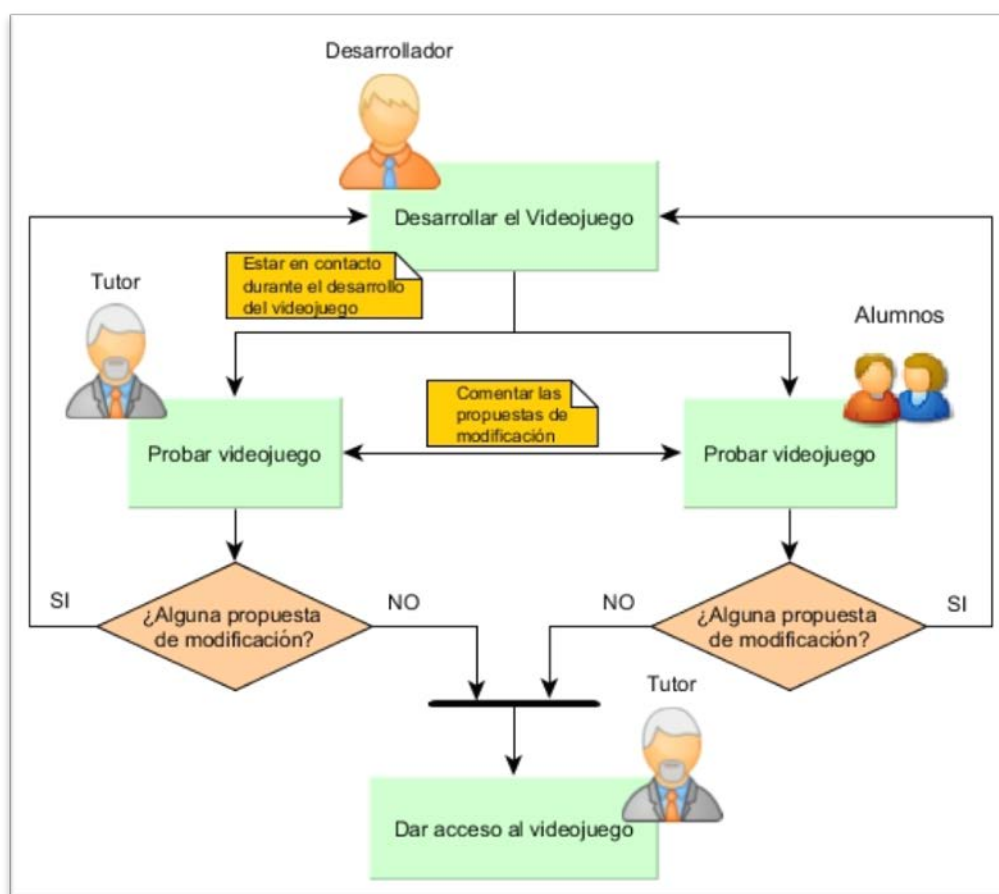 Desarrollador
Desarrollar el Videojuego
Estar en contacto
durante el desarrollo
del videojuego
Tutor
Alumnos
Comentar las
propuestas de
modificación
Probar videojuego
Probar videojuego
SI
¿Alguna propuesta
de modificación?
NO
NO
¿Alguna propuesta
de modificación?
SI
Tutor
Dar acceso al videojuego